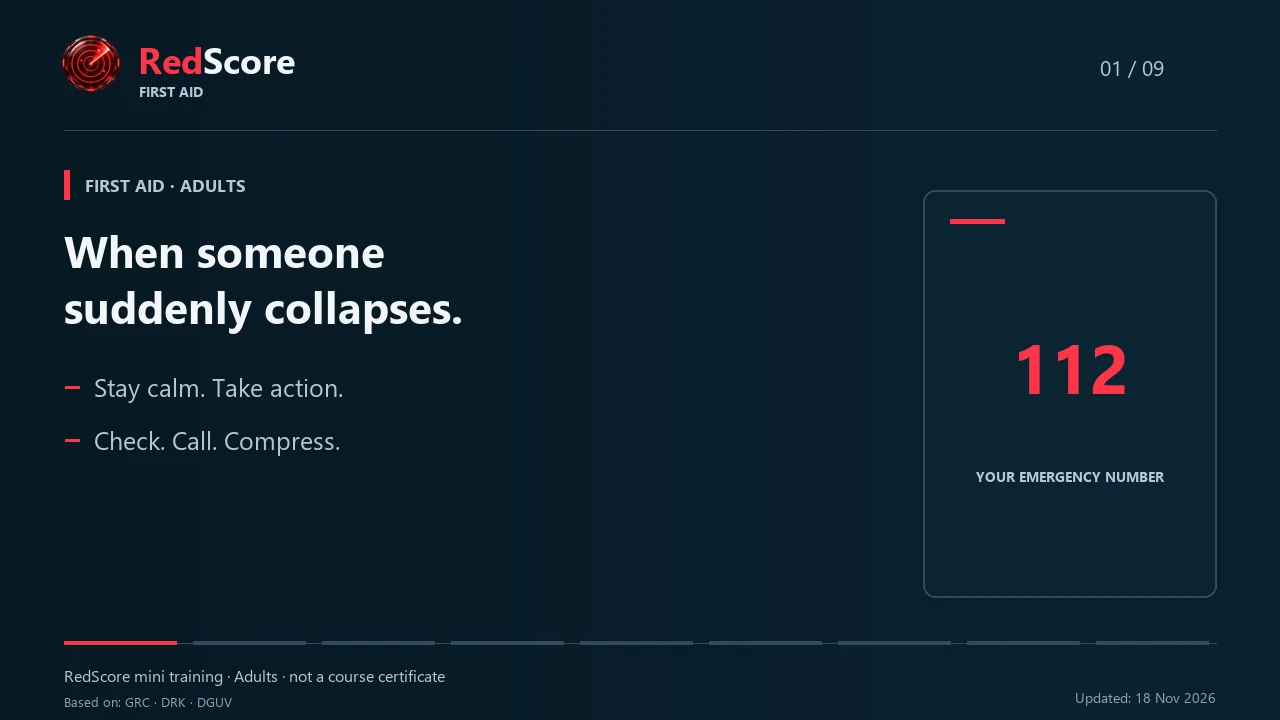 RedScore
FIRST AID
01 / 09
FIRST AID · ADULTS
When someone
suddenly collapses.
– Stay calm. Take action.
– Check. Call. Compress.
112
YOUR EMERGENCY NUMBER
RedScore mini training · Adults · not a course certificate
Based on: GRC · DRK · DGUV
Updated: 18 Nov 2026